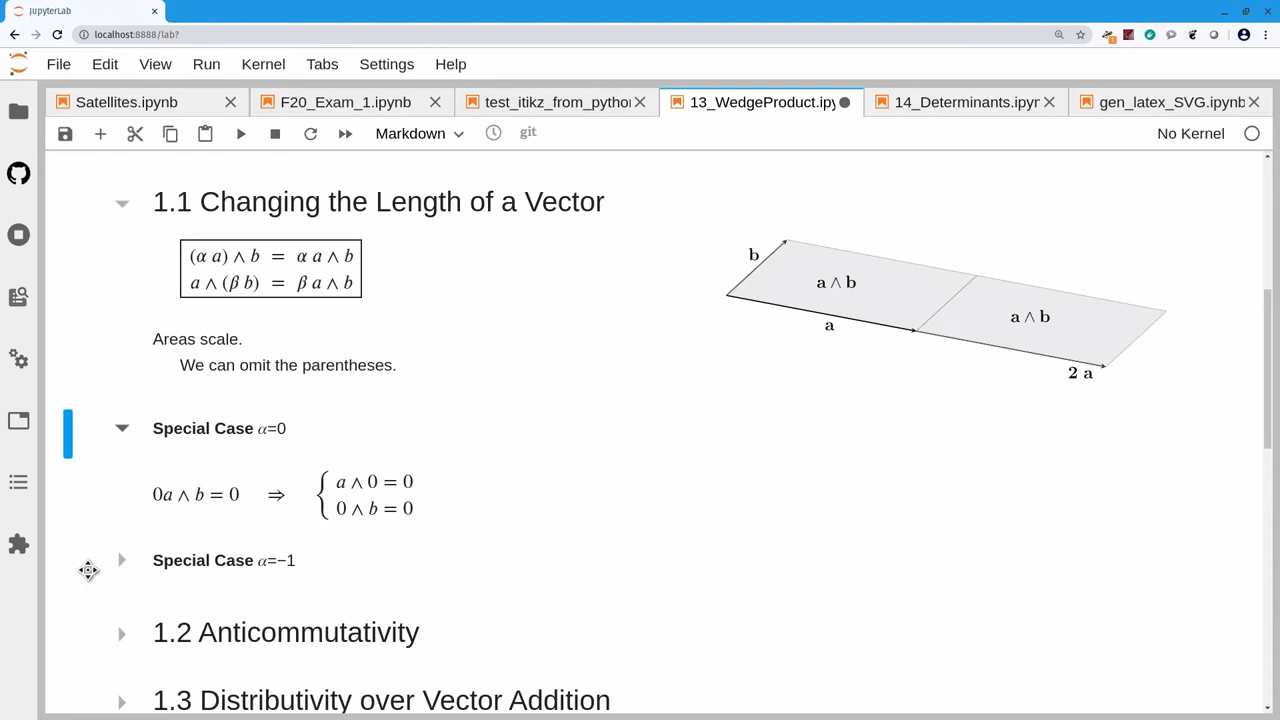 JupyterLab
localhost:8888/lab?
File Edit View Run Kernel Tabs Settings Help
Satellites.ipynb F20_Exam_1.ipynb test_itikz_from_pythor 13_WedgeProduct.ipy 14_Determinants.ipyr gen_latex_SVG.ipynb
Markdown git No Kernel
1.1 Changing the Length of a Vector
(α a) ∧ b = α a ∧ b
a ∧ (β b) = β a ∧ b
b
a ∧ b
a ∧ b
a
2 a
Areas scale.
We can omit the parentheses.
Special Case α=0
0a ∧ b = 0 ⇒ { a ∧ 0 = 0
0 ∧ b = 0
Special Case α=−1
1.2 Anticommutativity
1.3 Distributivity over Vector Addition